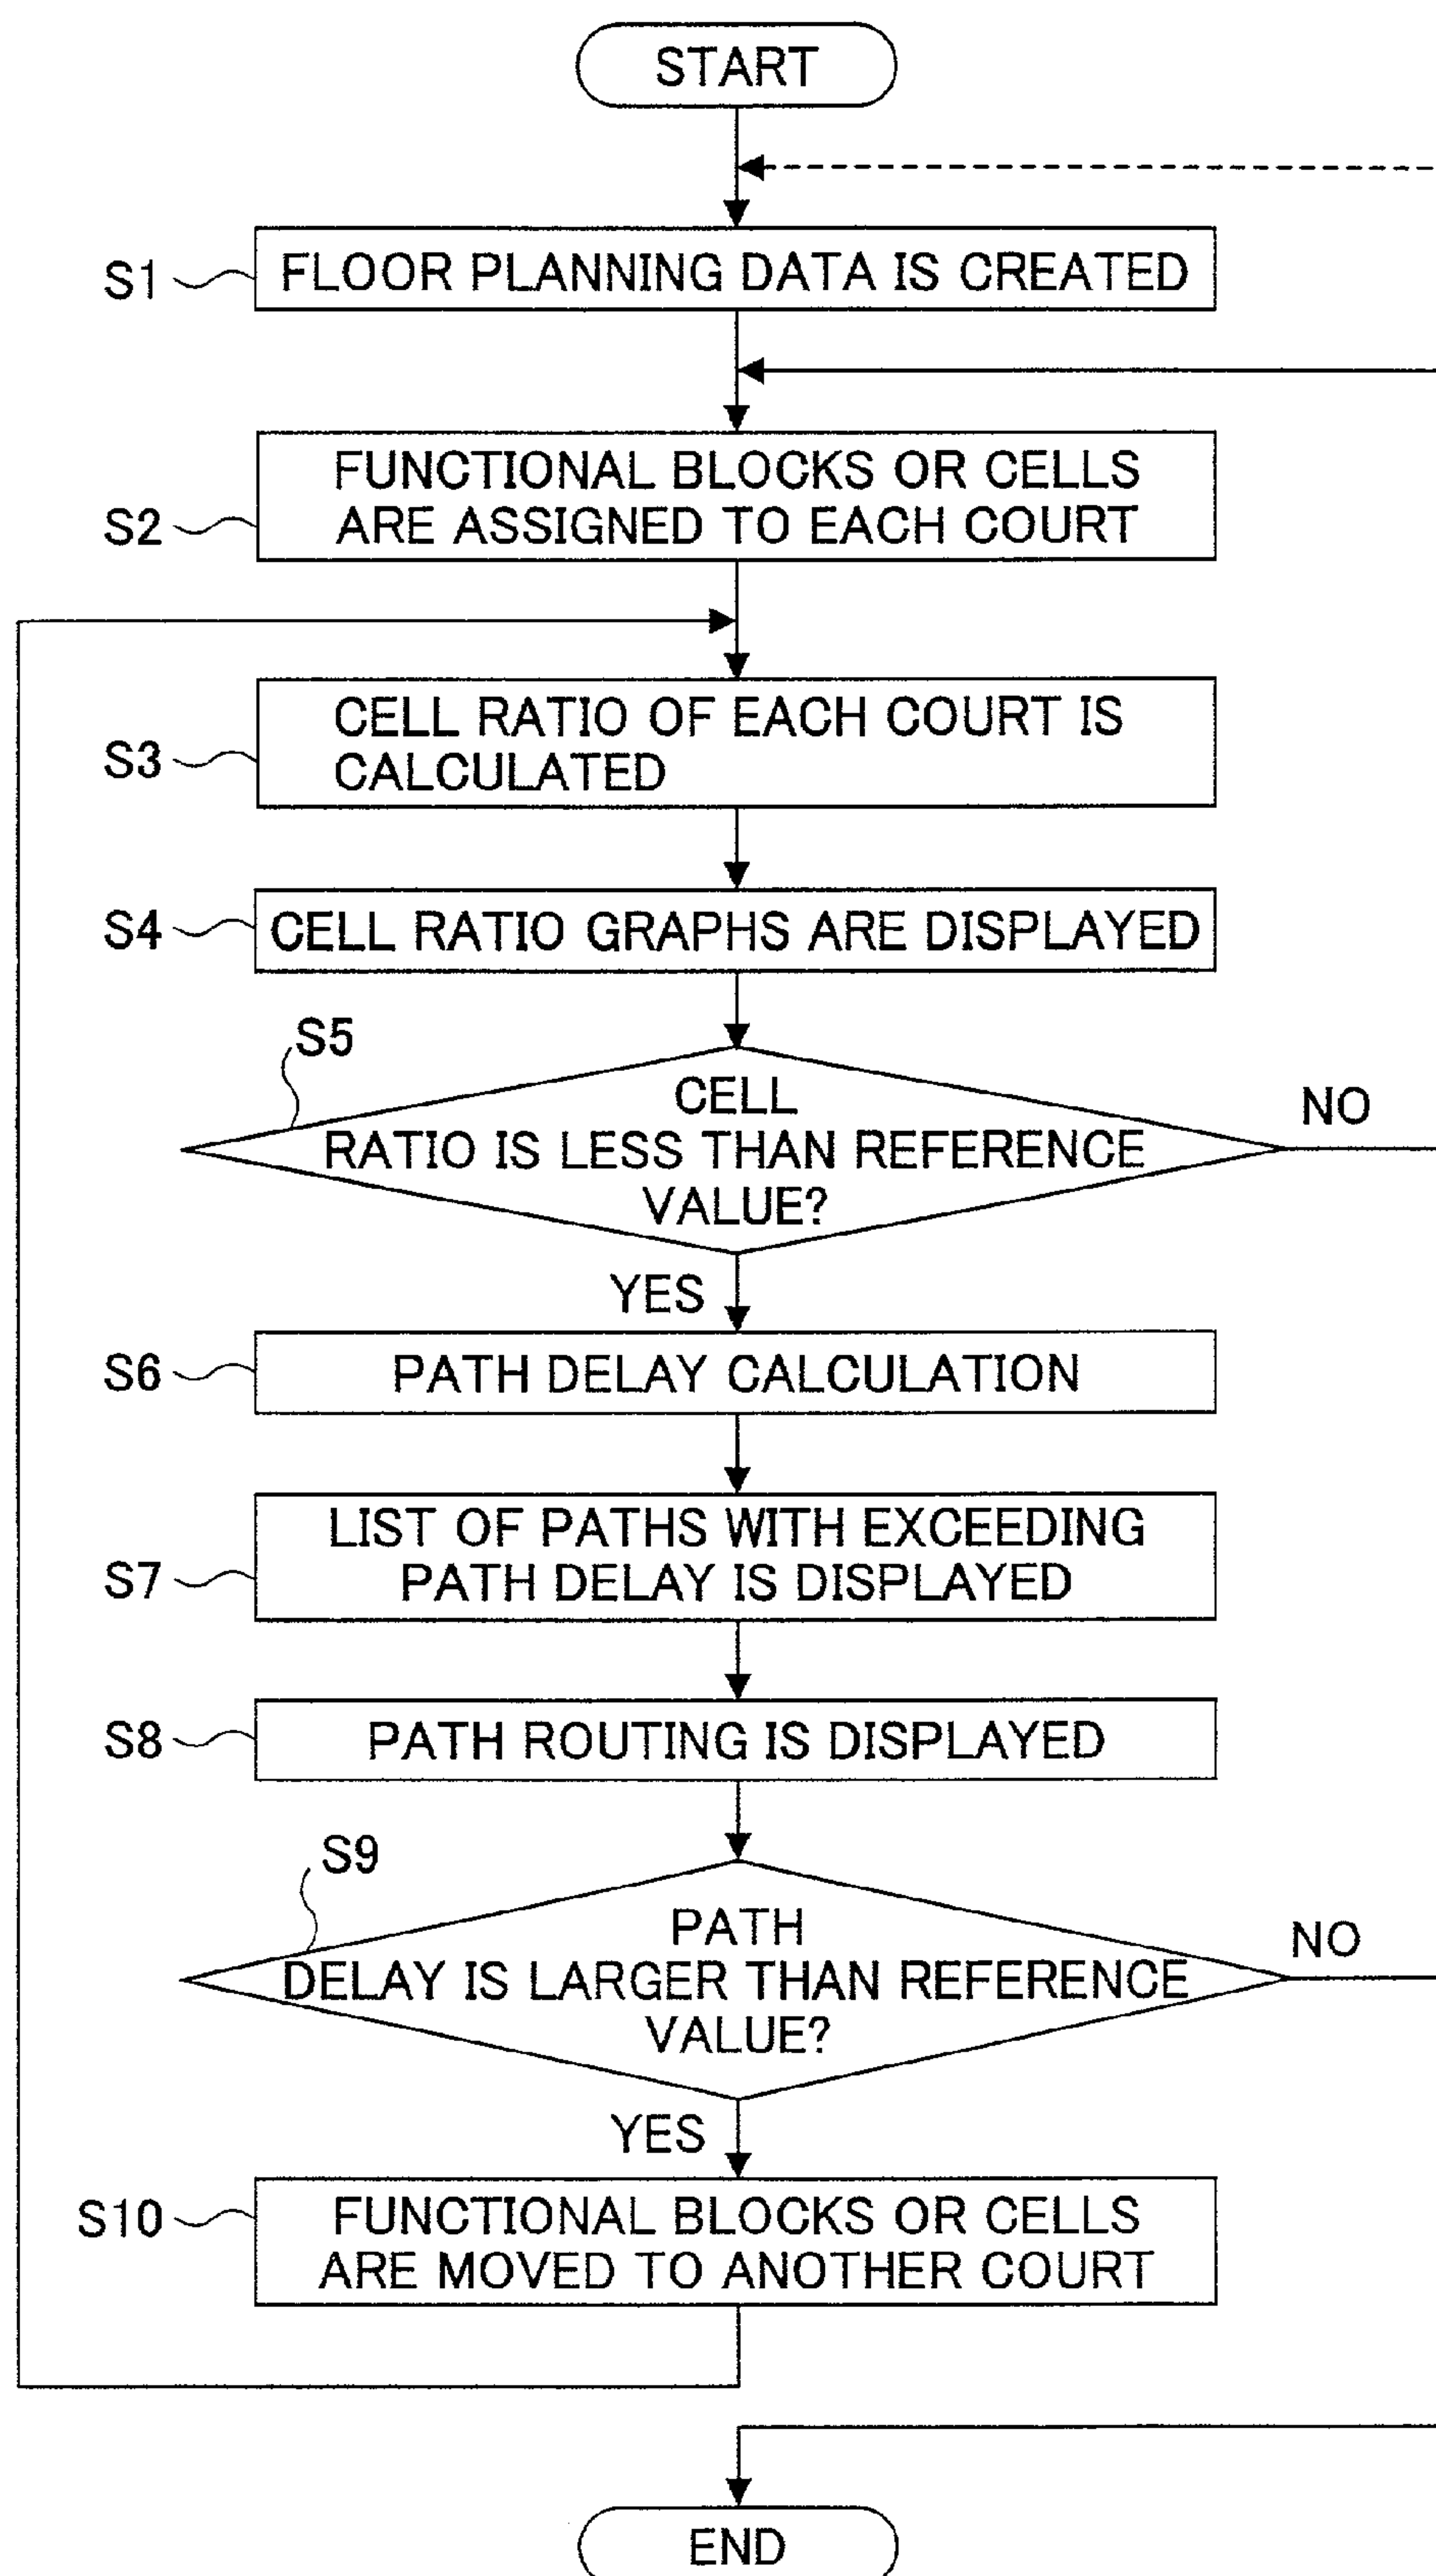 START
S1
FLOOR PLANNING DATA IS CREATED
S2
FUNCTIONAL BLOCKS OR CELLS
ARE ASSIGNED TO EACH COURT
S3
CELL RATIO OF EACH COURT IS
CALCULATED
S4
CELL RATIO GRAPHS ARE DISPLAYED
S5
CELL
RATIO IS LESS THAN REFERENCE
VALUE?
NO
YES
S6
PATH DELAY CALCULATION
S7
LIST OF PATHS WITH EXCEEDING
PATH DELAY IS DISPLAYED
S8
PATH ROUTING IS DISPLAYED
S9
PATH
DELAY IS LARGER THAN REFERENCE
VALUE?
NO
YES
S10
FUNCTIONAL BLOCKS OR CELLS
ARE MOVED TO ANOTHER COURT
END